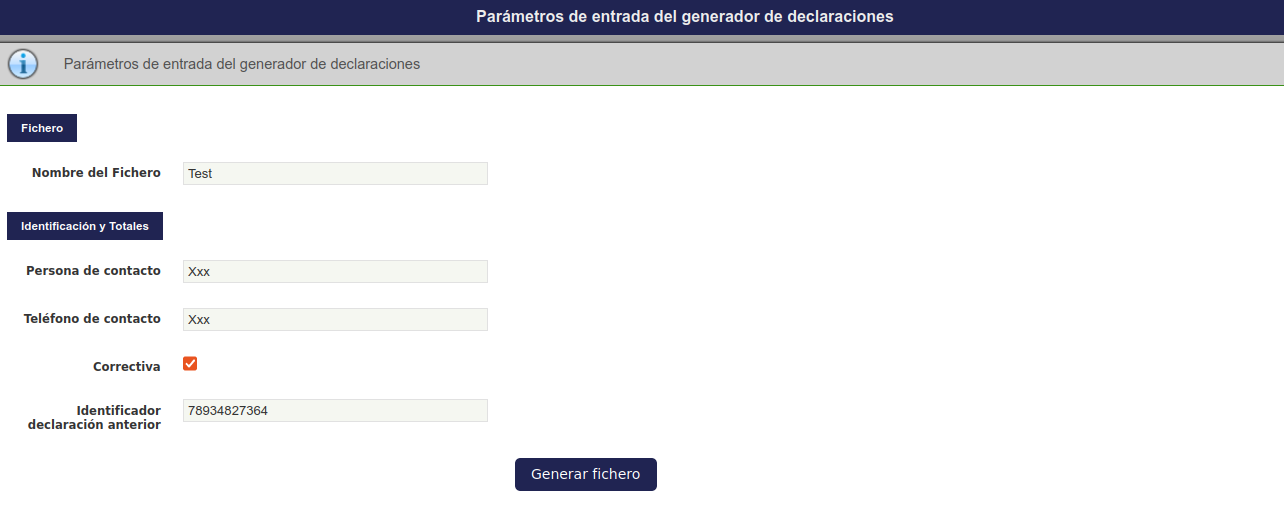 Parámetros de entrada del generador de declaraciones
Parámetros de entrada del generador de declaraciones
Fichero
Nombre del Fichero Test
Identificación y Totales
Persona de contacto Xxx
Teléfono de contacto Xxx
Correctiva
Identificador
declaración anterior 78934827364
Generar fichero